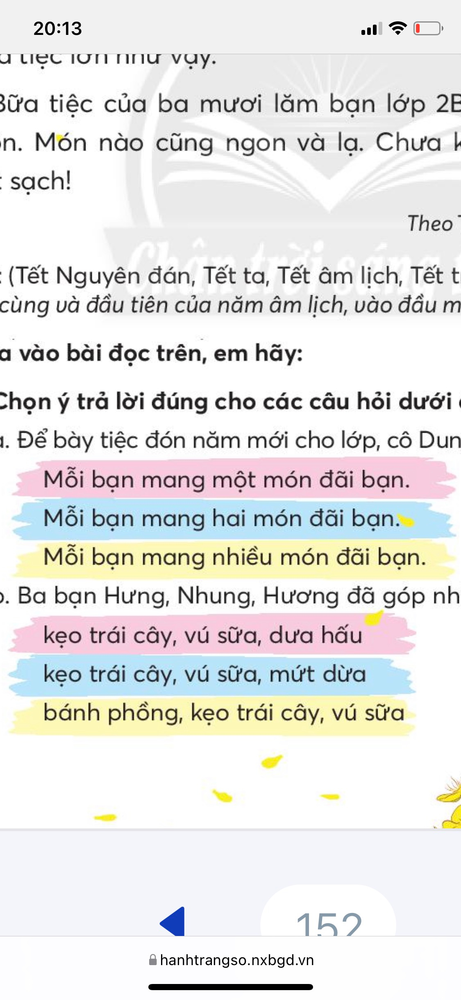 20:13
tiệc lớn như vậy.
Bữa tiệc của ba mươi lăm bạn lớp 2B
n. Món nào cũng ngon và lạ. Chưa k
sạch!
Theo T
Chân trời sáng t
(Tết Nguyên đán, Tết ta, Tết âm lịch, Tết t
cùng và đầu tiên của năm âm lịch, vào đầu m
a vào bài đọc trên, em hãy:
Chọn ý trả lời đúng cho các câu hỏi dưới
a. Để bày tiệc đón năm mới cho lớp, cô Dun
Mỗi bạn mang một món đãi bạn.
Mỗi bạn mang hai món đãi bạn.
Mỗi bạn mang nhiều món đãi bạn.
b. Ba bạn Hưng, Nhung, Hương đã góp nh
kẹo trái cây, vú sữa, dưa hấu
kẹo trái cây, vú sữa, mứt dừa
bánh phồng, kẹo trái cây, vú sữa
152
hanhtrangso.nxbgd.vn